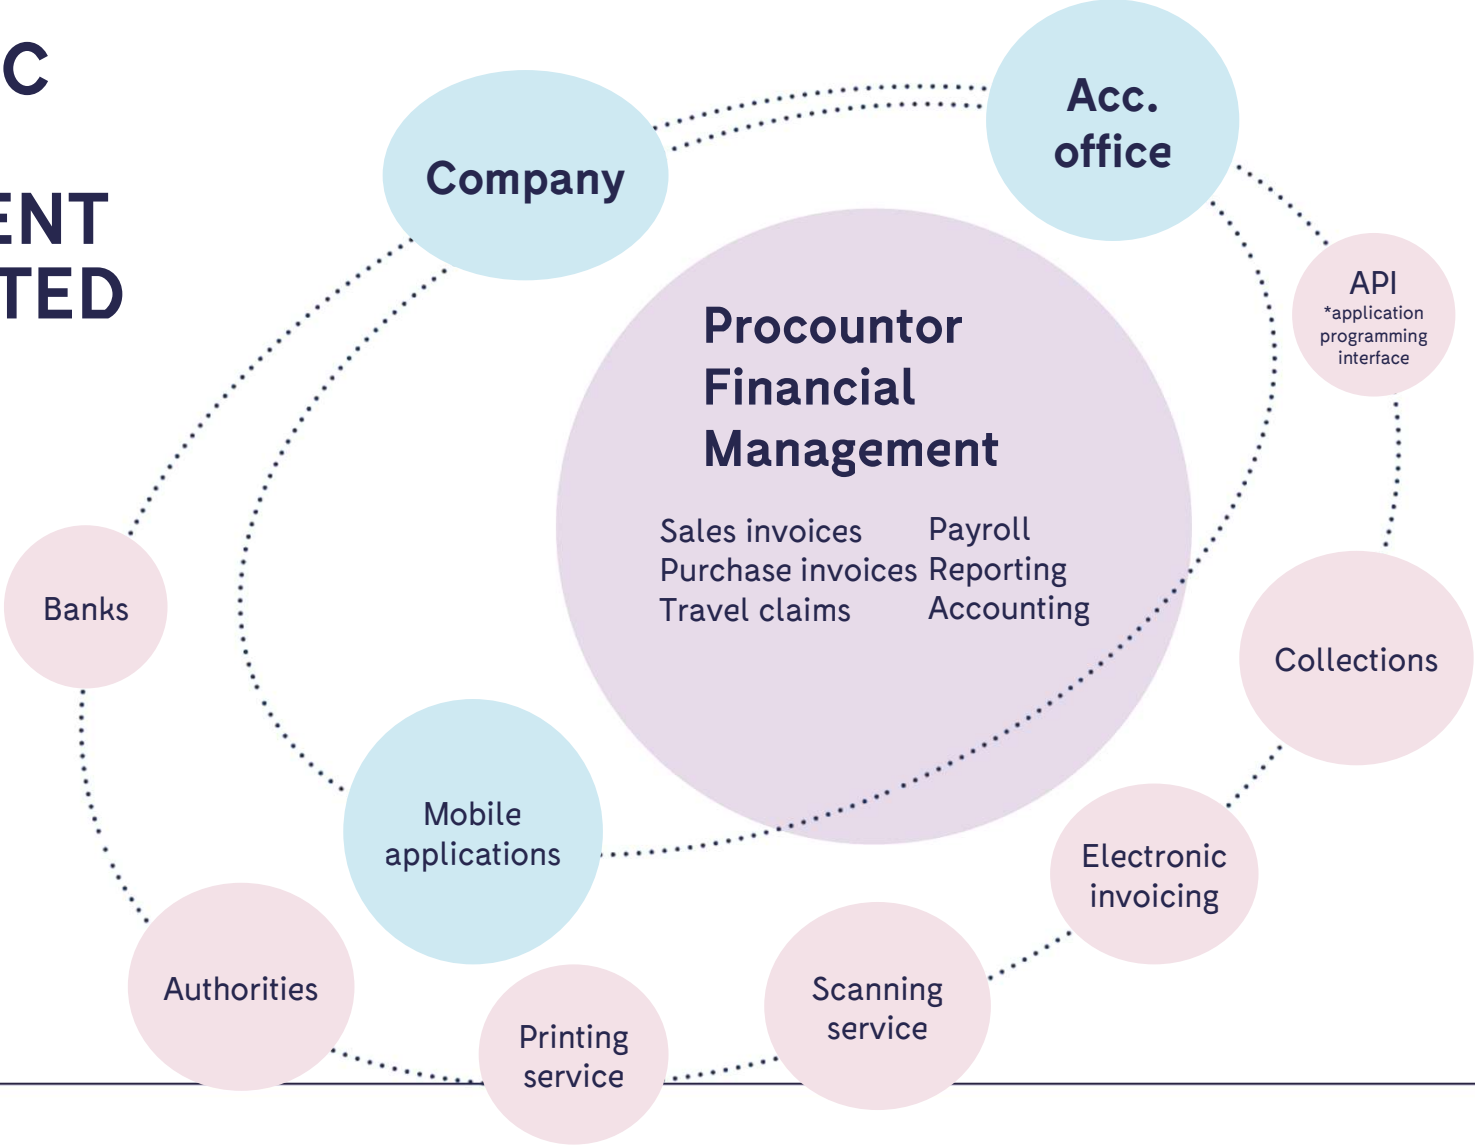 C
ENT
TED
Company
Acc.
office
API
*application
programming
interface
Procountor
Financial
Management
Sales invoices
Purchase invoices
Travel claims
Payroll
Reporting
Accounting
Banks
Collections
Mobile
applications
Electronic
invoicing
Authorities
Scanning
service
Printing
service